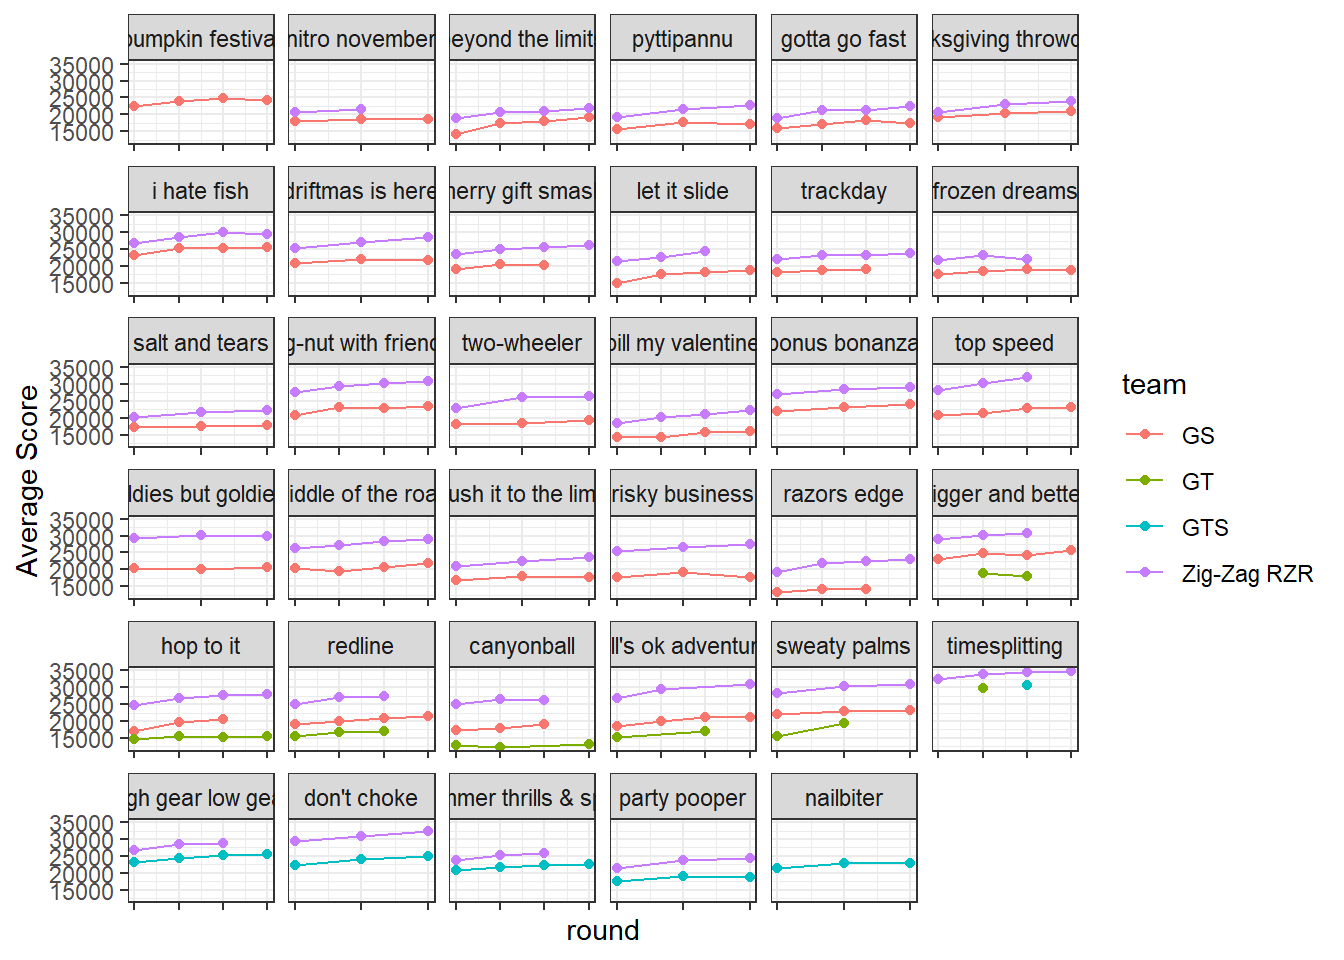 pumpkin festiva
nitro november
eyond the limit
pyttipannu
gotta go fast
ksgiving throwd
35000
30000
25000
20000
15000
i hate fish
driftmas is here
nerry gift smas
let it slide
trackday
frozen dreams
35000
30000
25000
20000
15000
salt and tears
g-nut with friend
two-wheeler
bill my valentine
bonus bonanza
top speed
35000
30000
25000
20000
15000
ldies but goldie
iddle of the roa
ush it to the lim
risky business
razors edge
igger and bette
35000
30000
25000
20000
15000
hop to it
redline
canyonball
ll's ok adventur
sweaty palms
timesplitting
35000
30000
25000
20000
15000
gh gear low gea
don't choke
nmer thrills & sp
party pooper
nailbiter
35000
30000
25000
20000
15000
Average Score
round
team
GS
GT
GTS
Zig-Zag RZR